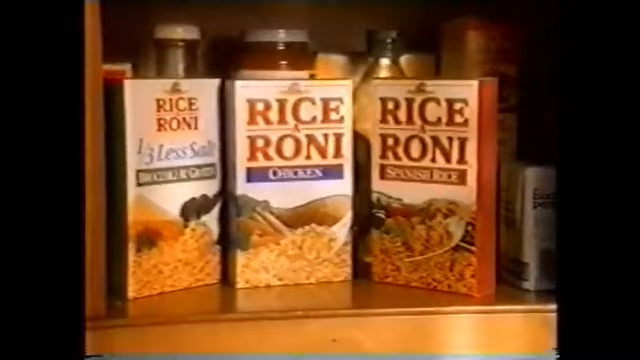 RICE
A
RONI
1/3 Less Salt
BROCCOLI AU GRATIN
RICE
A
RONI
CHICKEN
RICE
A
RONI
SPANISH RICE